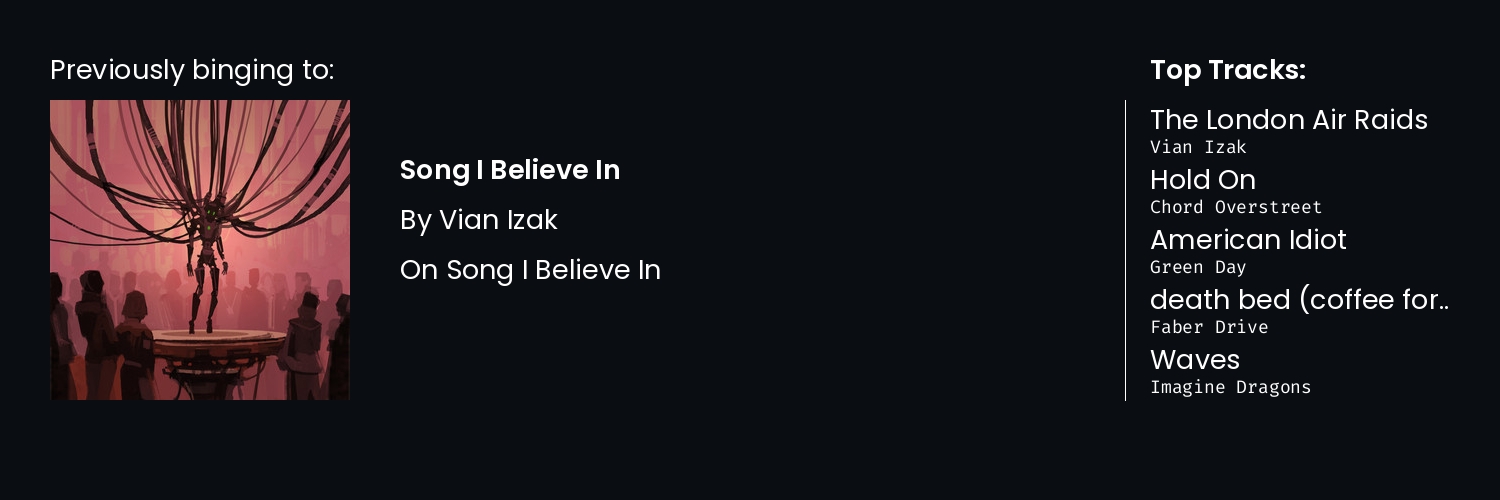 Previously binging to:
Song I Believe In
By Vian Izak
On Song I Believe In
Top Tracks:
The London Air Raids
Vian Izak
Hold On
Chord Overstreet
American Idiot
Green Day
death bed (coffee for..
Faber Drive
Waves
Imagine Dragons